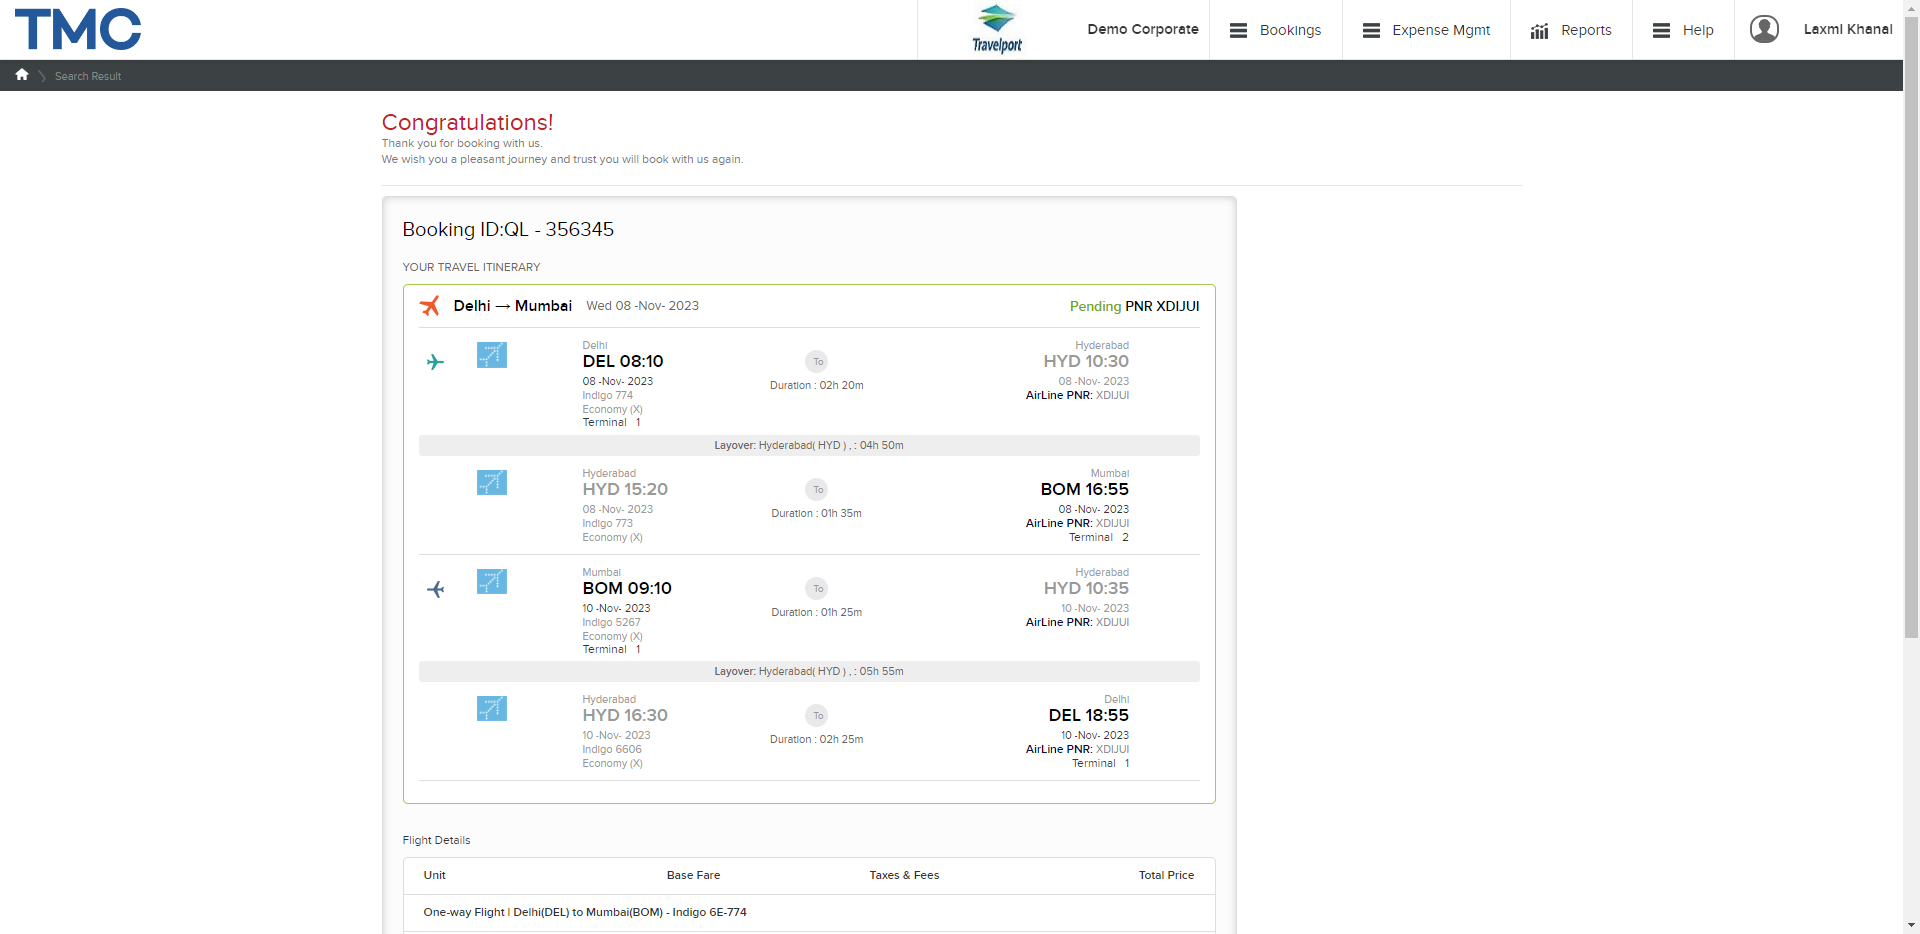 TMC
Travelport
Demo Corporate
Bookings
Expense Mgmt
Reports
Help
Laxmi Khanal
Search Result
Congratulations!
Thank you for booking with us.
We wish you a pleasant journey and trust you will book with us again.
Booking ID:QL - 356345
YOUR TRAVEL ITINERARY
Delhi → Mumbai Wed 08 -Nov- 2023
Pending PNR XDIJUI
Delhi
DEL 08:10
08 -Nov- 2023
Indigo 774
Economy (X)
Terminal 1
To
Duration : 02h 20m
Hyderabad
HYD 10:30
08 -Nov- 2023
AirLine PNR: XDIJUI
Layover: Hyderabad( HYD ) , : 04h 50m
Hyderabad
HYD 15:20
08 -Nov- 2023
Indigo 773
Economy (X)
To
Duration : 01h 35m
Mumbai
BOM 16:55
08 -Nov- 2023
AirLine PNR: XDIJUI
Terminal 2
Mumbai
BOM 09:10
10 -Nov- 2023
Indigo 5267
Economy (X)
Terminal 1
To
Duration : 01h 25m
Hyderabad
HYD 10:35
10 -Nov- 2023
AirLine PNR: XDIJUI
Layover: Hyderabad( HYD ) , : 05h 55m
Hyderabad
HYD 16:30
10 -Nov- 2023
Indigo 6606
Economy (X)
To
Duration : 02h 25m
Delhi
DEL 18:55
10 -Nov- 2023
AirLine PNR: XDIJUI
Terminal 1
Flight Details
Unit Base Fare Taxes & Fees Total Price
One-way Flight | Delhi(DEL) to Mumbai(BOM) - Indigo 6E-774